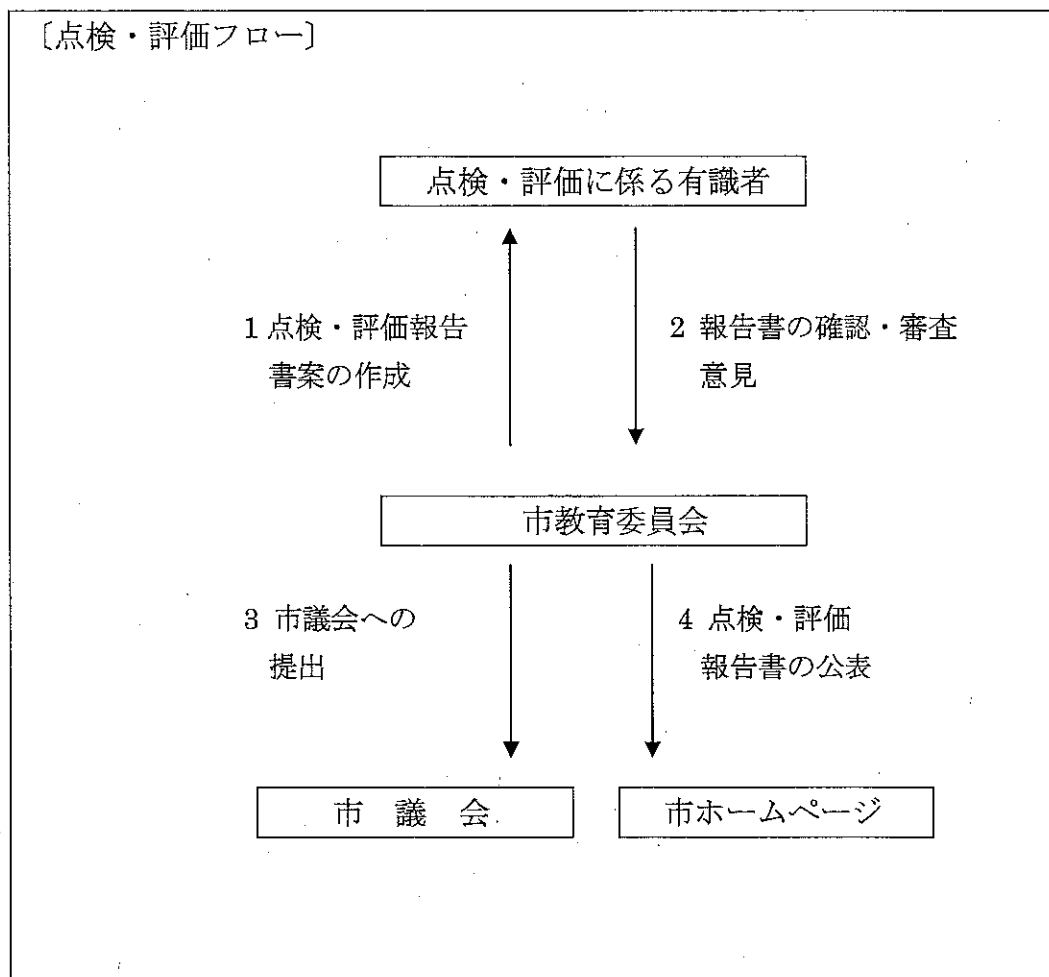 〔点検・評価フロー〕
点検・評価に係る有識者
1 点検・評価報告
書案の作成
2 報告書の確認・審査
意見
市教育委員会
3 市議会への
提出
4 点検・評価
報告書の公表
市 議 会
市ホームページ